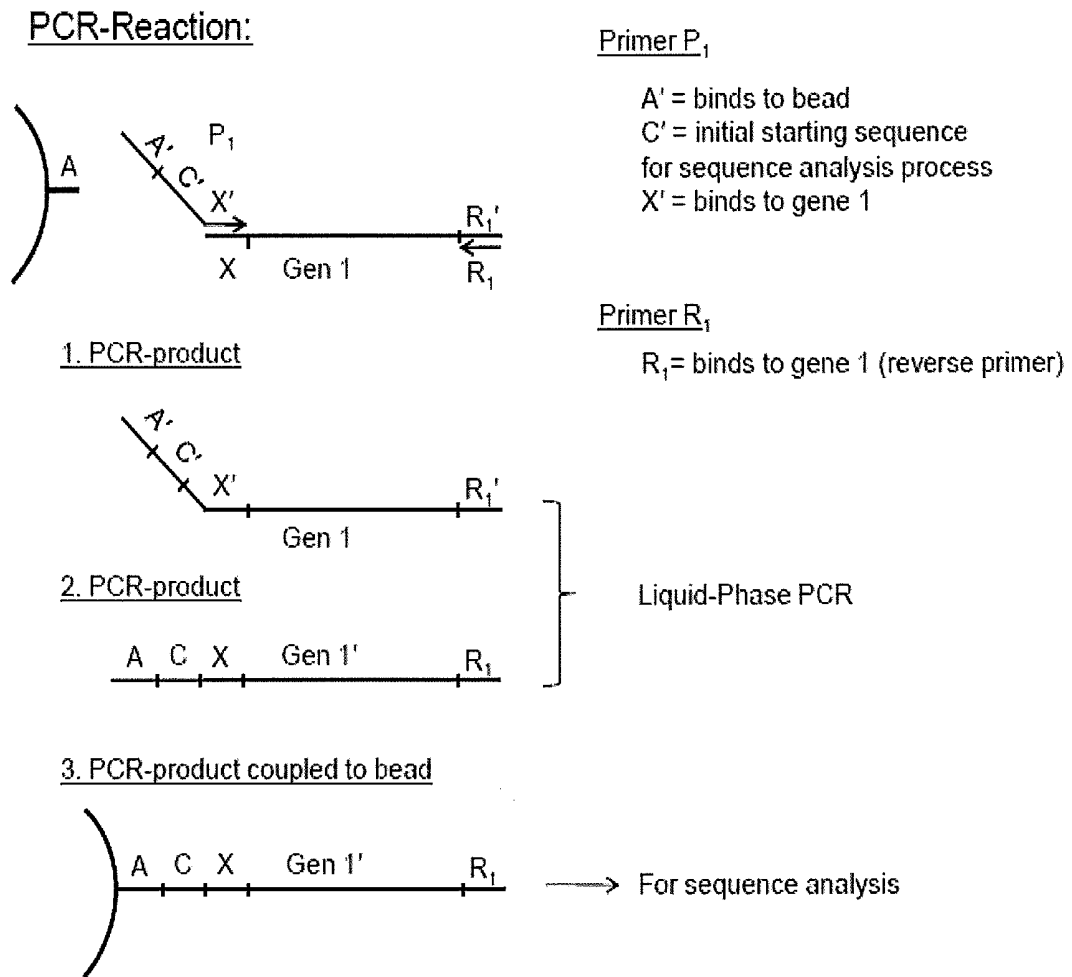 PCR-Reaction:
Primer P₁
A' = binds to bead
C' = initial starting sequence
for sequence analysis process
X' = binds to gene 1
A
A' C' P₁
X' R₁'
X Gen 1 R₁
Primer R₁
R₁= binds to gene 1 (reverse primer)
1. PCR-product
A' C' X' R₁'
Gen 1
2. PCR-product
A C X Gen 1' R₁
Liquid-Phase PCR
3. PCR-product coupled to bead
A C X Gen 1' R₁
For sequence analysis